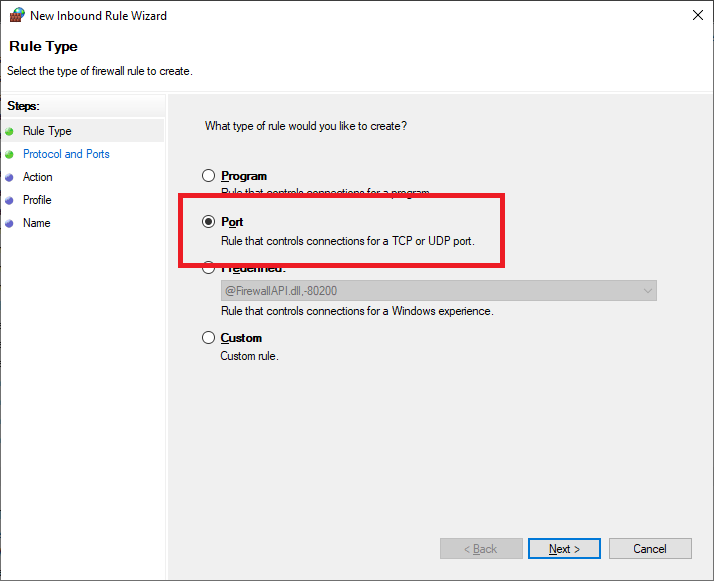 New Inbound Rule Wizard
Rule Type
Select the type of firewall rule to create.
Steps:
Rule Type
Protocol and Ports
Action
Profile
Name
What type of rule would you like to create?
Program
Rule that controls connections for a program.
Port
Rule that controls connections for a TCP or UDP port.
Predefined:
@FirewallAPI.dll,-80200
Rule that controls connections for a Windows experience.
Custom
Custom rule.
< Back
Next >
Cancel